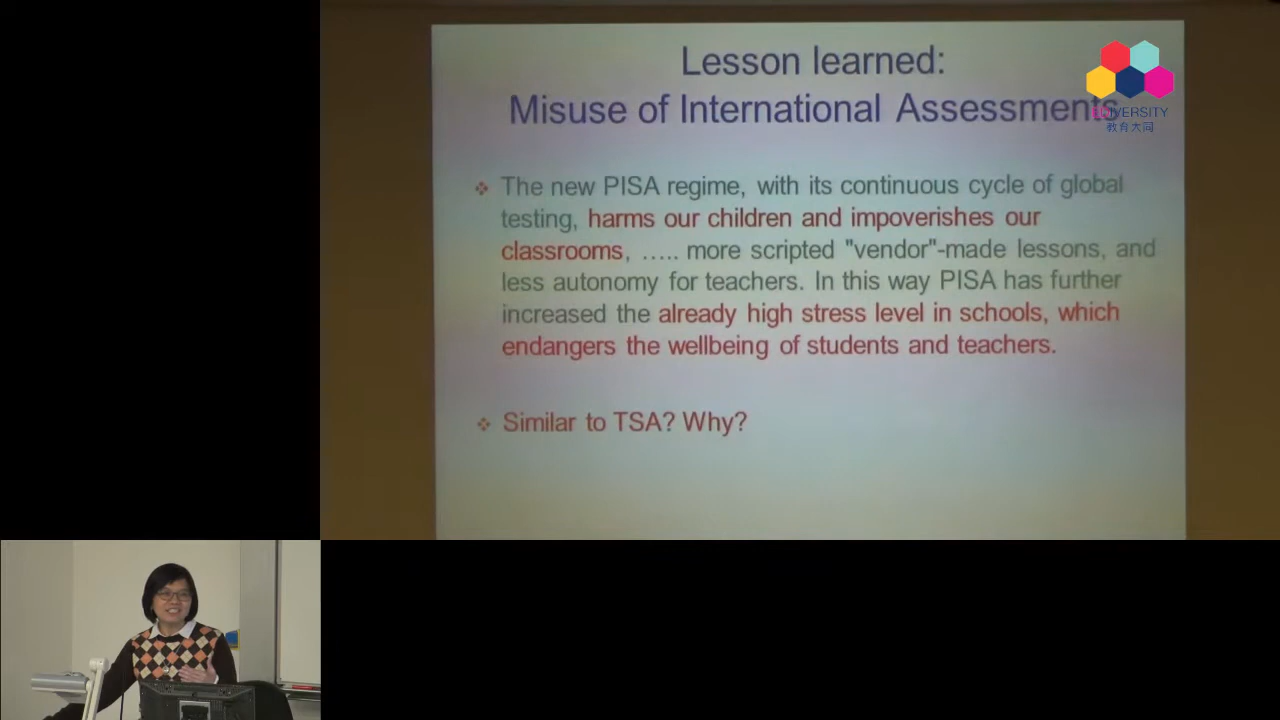 Lesson learned:
Misuse of International Assessments
EDIVERSITY
教育大同
The new PISA regime, with its continuous cycle of global
testing, harms our children and impoverishes our
classrooms, ..... more scripted "vendor"-made lessons, and
less autonomy for teachers. In this way PISA has further
increased the already high stress level in schools, which
endangers the wellbeing of students and teachers.
Similar to TSA? Why?